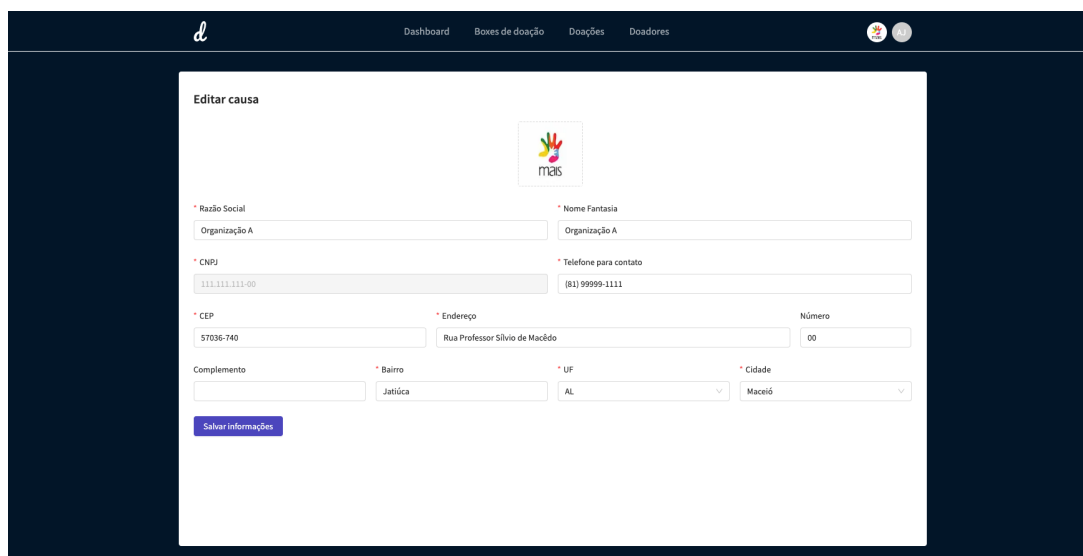 d
Dashboard Boxes de doação Doações Doadores
mais AJ
Editar causa
mais
* Razão Social * Nome Fantasia
Organização A Organização A
* CNPJ * Telefone para contato
111.111.111-00 (81) 99999-1111
* CEP * Endereço Número
57036-740 Rua Professor Sílvio de Macêdo 00
Complemento * Bairro * UF * Cidade
Jatiúca AL Maceió
Salvar informações